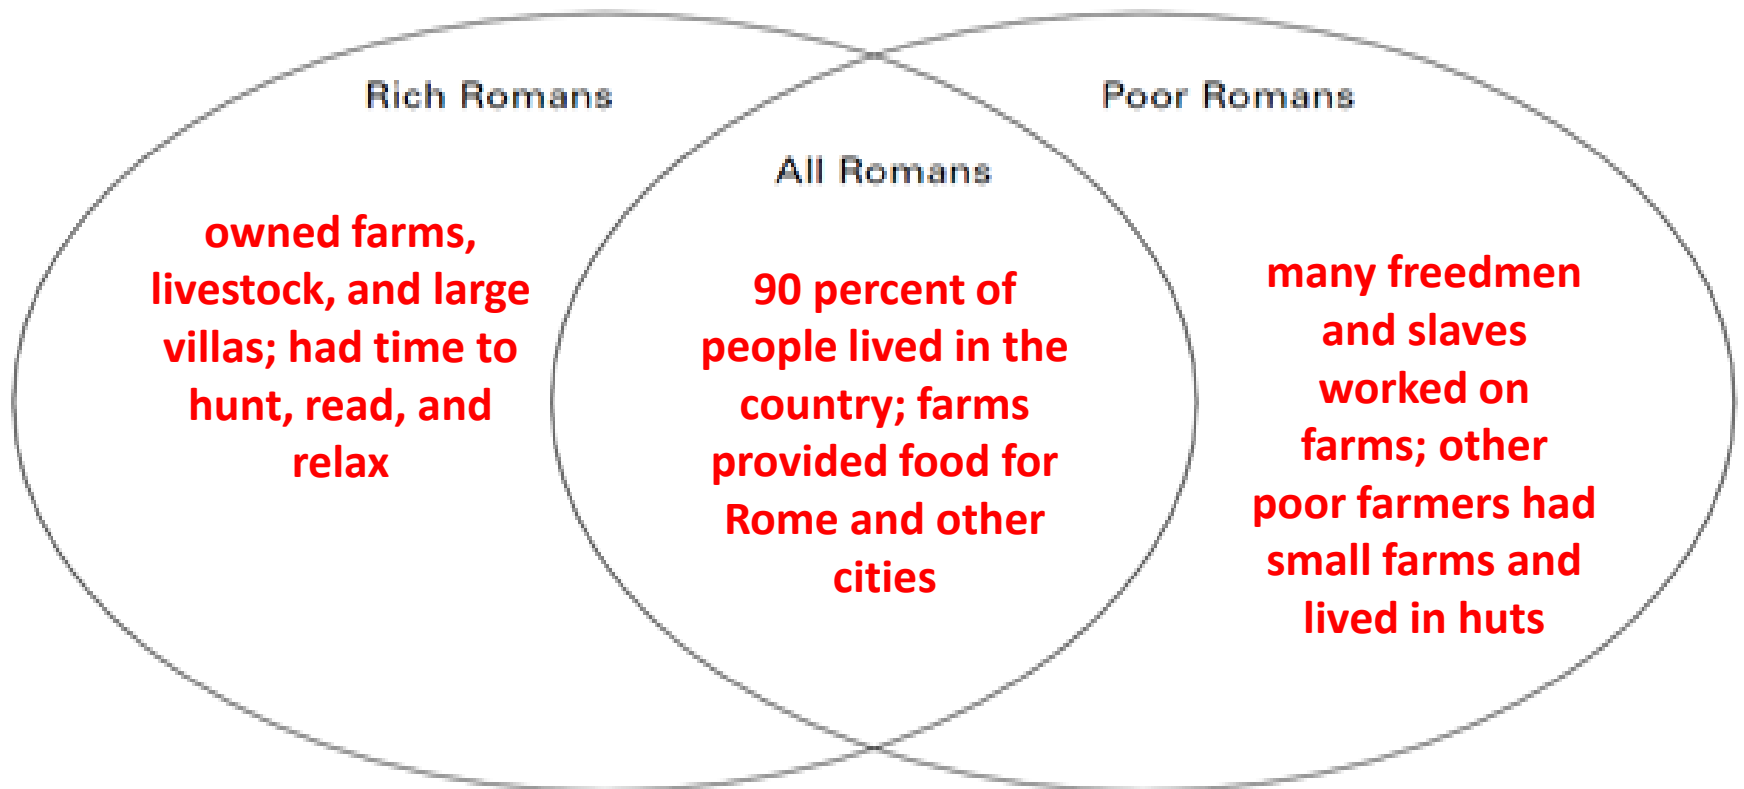 Rich Romans
owned farms,
livestock, and large
villas; had time to
hunt, read, and
relax
All Romans
90 percent of
people lived in the
country; farms
provided food for
Rome and other
cities
Poor Romans
many freedmen
and slaves
worked on
farms; other
poor farmers had
small farms and
lived in huts